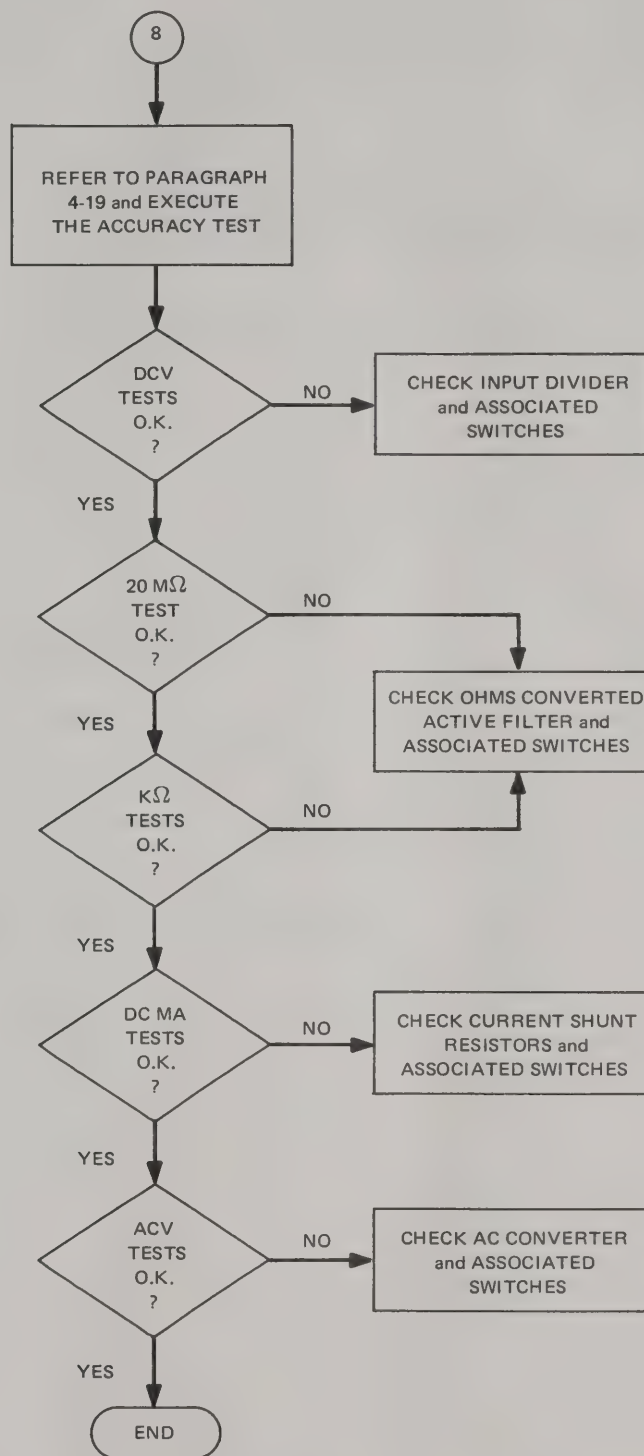 8
REFER TO PARAGRAPH
4-19 and EXECUTE
THE ACCURACY TEST
DCV
TESTS
O.K.
?
NO
CHECK INPUT DIVIDER
and ASSOCIATED
SWITCHES
YES
20 MΩ
TEST
O.K.
?
NO
CHECK OHMS CONVERTED
ACTIVE FILTER and
ASSOCIATED SWITCHES
YES
KΩ
TESTS
O.K.
?
NO
YES
DC MA
TESTS
O.K.
?
NO
CHECK CURRENT SHUNT
RESISTORS and
ASSOCIATED SWITCHES
YES
ACV
TESTS
O.K.
?
NO
CHECK AC CONVERTER
and ASSOCIATED
SWITCHES
YES
END